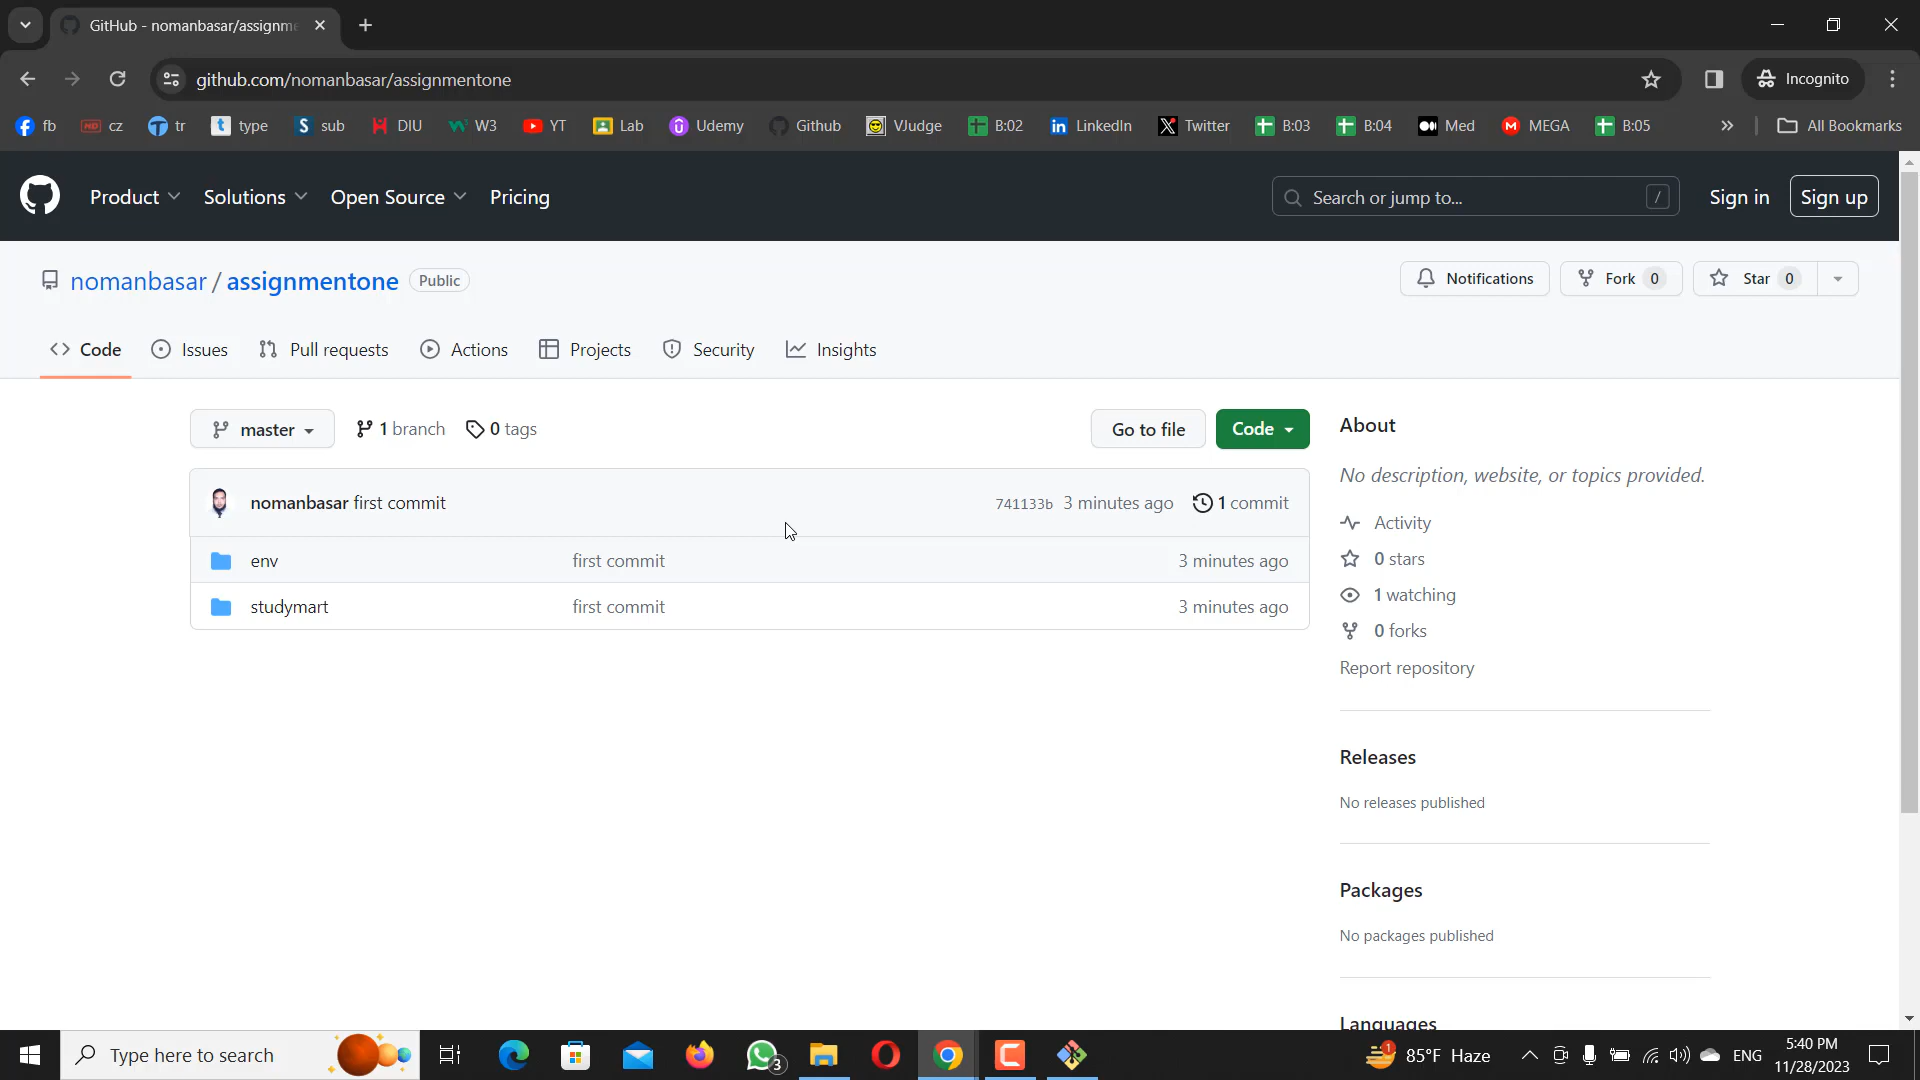 GitHub - nomanbasar/assignme
github.com/nomanbasar/assignmentone
Incognito
fb
HD cz
tr
t type
S sub
DIU
W3
YT
Lab
Udemy
Github
VJudge
B:02
in LinkedIn
X Twitter
B:03
B:04
Med
M MEGA
B:05
All Bookmarks
Product
Solutions
Open Source
Pricing
Search or jump to...
/
Sign in
Sign up
nomanbasar / assignmentone
Public
Notifications
Fork 0
Star 0
Code
Issues
Pull requests
Actions
Projects
Security
Insights
master
1 branch
0 tags
Go to file
Code
About
No description, website, or topics provided.
nomanbasar first commit
741133b 3 minutes ago
1 commit
env first commit 3 minutes ago
studymart first commit 3 minutes ago
Activity
0 stars
1 watching
0 forks
Report repository
Releases
No releases published
Packages
No packages published
Languages
Type here to search
3
1
85°F Haze
ENG
5:40 PM
11/28/2023